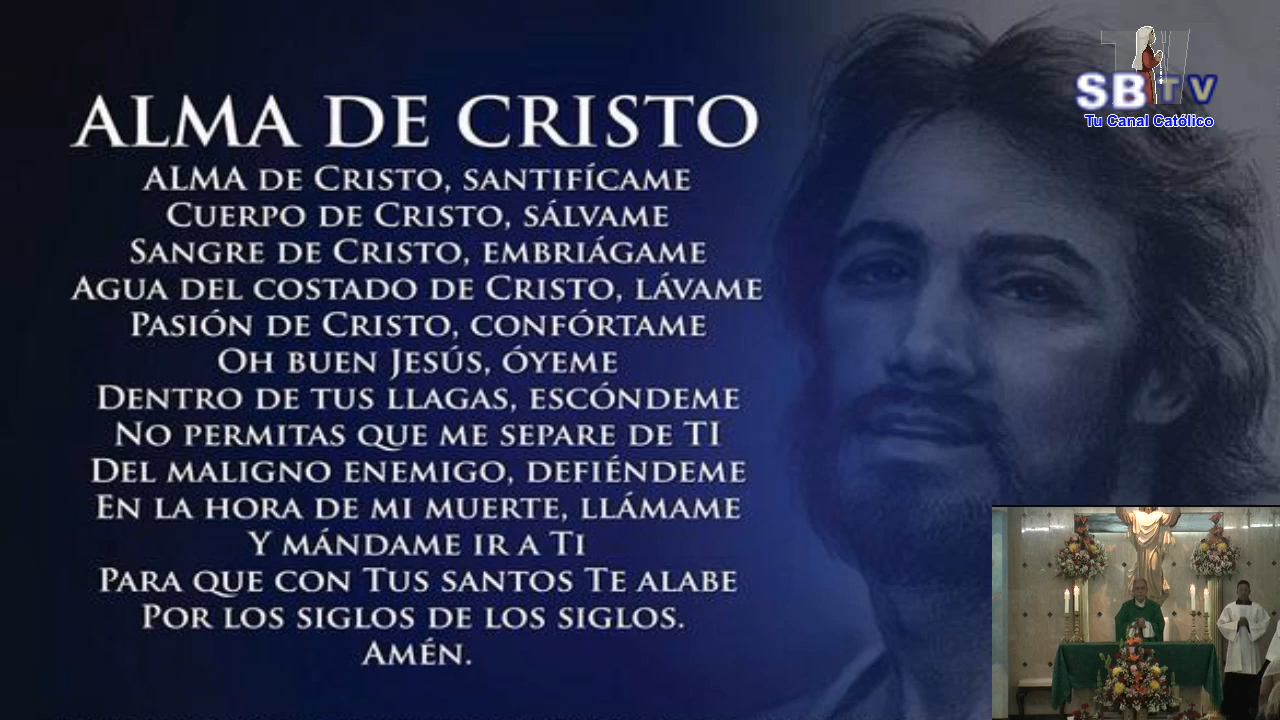 SBTV
Tu Canal Católico
ALMA DE CRISTO
ALMA DE CRISTO, SANTIFÍCAME
CUERPO DE CRISTO, SÁLVAME
SANGRE DE CRISTO, EMBRIÁGAME
AGUA DEL COSTADO DE CRISTO, LÁVAME
PASIÓN DE CRISTO, CONFÓRTAME
OH BUEN JESÚS, ÓYEME
DENTRO DE TUS LLAGAS, ESCÓNDEME
NO PERMITAS QUE ME SEPARE DE TI
DEL MALIGNO ENEMIGO, DEFIÉNDEME
EN LA HORA DE MI MUERTE, LLÁMAME
Y MÁNDAME IR A TI
PARA QUE CON TUS SANTOS TE ALABE
POR LOS SIGLOS DE LOS SIGLOS.
AMÉN.